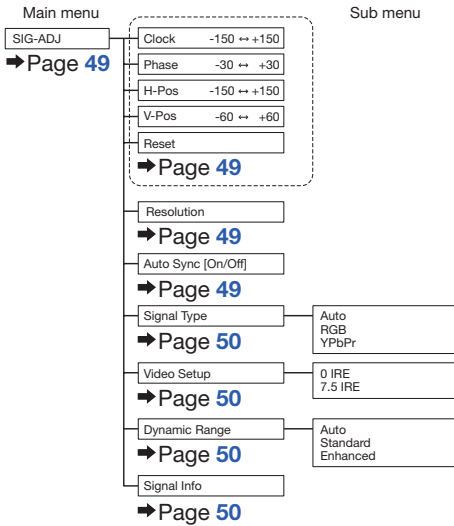 Main menu
Sub menu
SIG-ADJ
➡Page 49
Clock -150 ↔ +150
Phase -30 ↔ +30
H-Pos -150 ↔ +150
V-Pos -60 ↔ +60
Reset
➡Page 49
Resolution
➡Page 49
Auto Sync [On/Off]
➡Page 49
Signal Type
➡Page 50
Auto
RGB
YPbPr
Video Setup
➡Page 50
0 IRE
7.5 IRE
Dynamic Range
➡Page 50
Auto
Standard
Enhanced
Signal Info
➡Page 50